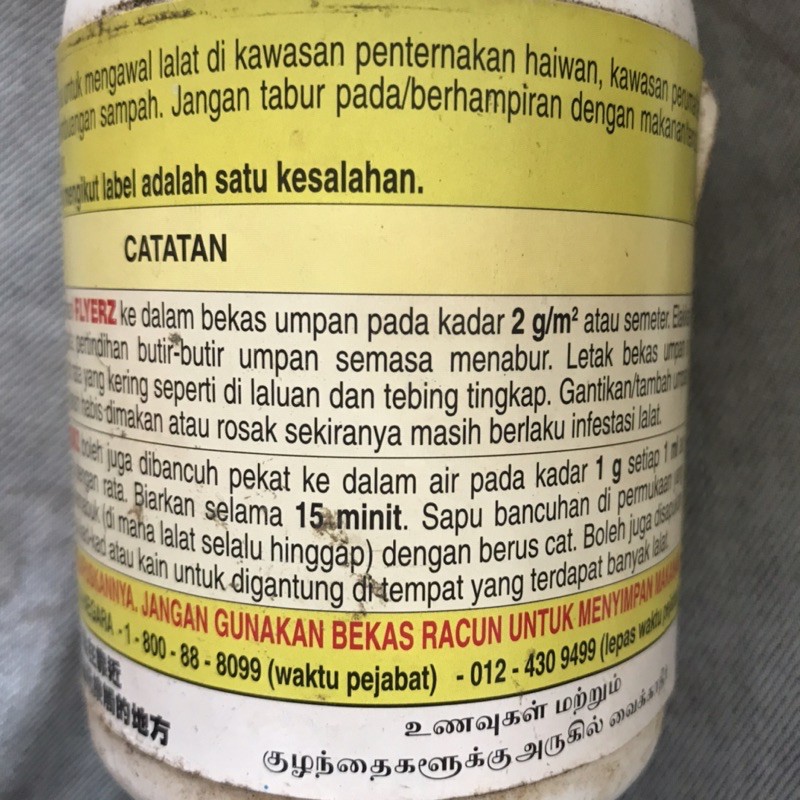 untuk mengawal lalat di kawasan penternakan haiwan, kawasan
sampah. Jangan tabur pada/berhampiran dengan makanan
mengikut label adalah satu kesalahan.
CATATAN
FLYERZ ke dalam bekas umpan pada kadar 2 g/m² atau semeter.
pertindihan butir-butir umpan semasa menabur. Letak bekas umpan
yang kering seperti di laluan dan tebing tingkap. Gantikan/tambah
habis dimakan atau rosak sekiranya masih berlaku infestasi lalat.
boleh juga dibancuh pekat ke dalam air pada kadar 1 g setiap 1 ml
rata. Biarkan selama 15 minit. Sapu bancuhan di permukaan
(di maha lalat selalu hinggap) dengan berus cat. Boleh juga
atau kain untuk digantung di tempat yang terdapat banyak lalat.
JANGAN GUNAKAN BEKAS RACUN UNTUK MENYIMPAN
NEGARA - 1 - 800 - 88 - 8099 (waktu pejabat) - 012 - 430 9499 (lepas waktu
的地方
உணவுகள் மற்றும்
குழந்தைகளுக்கு அருகில்